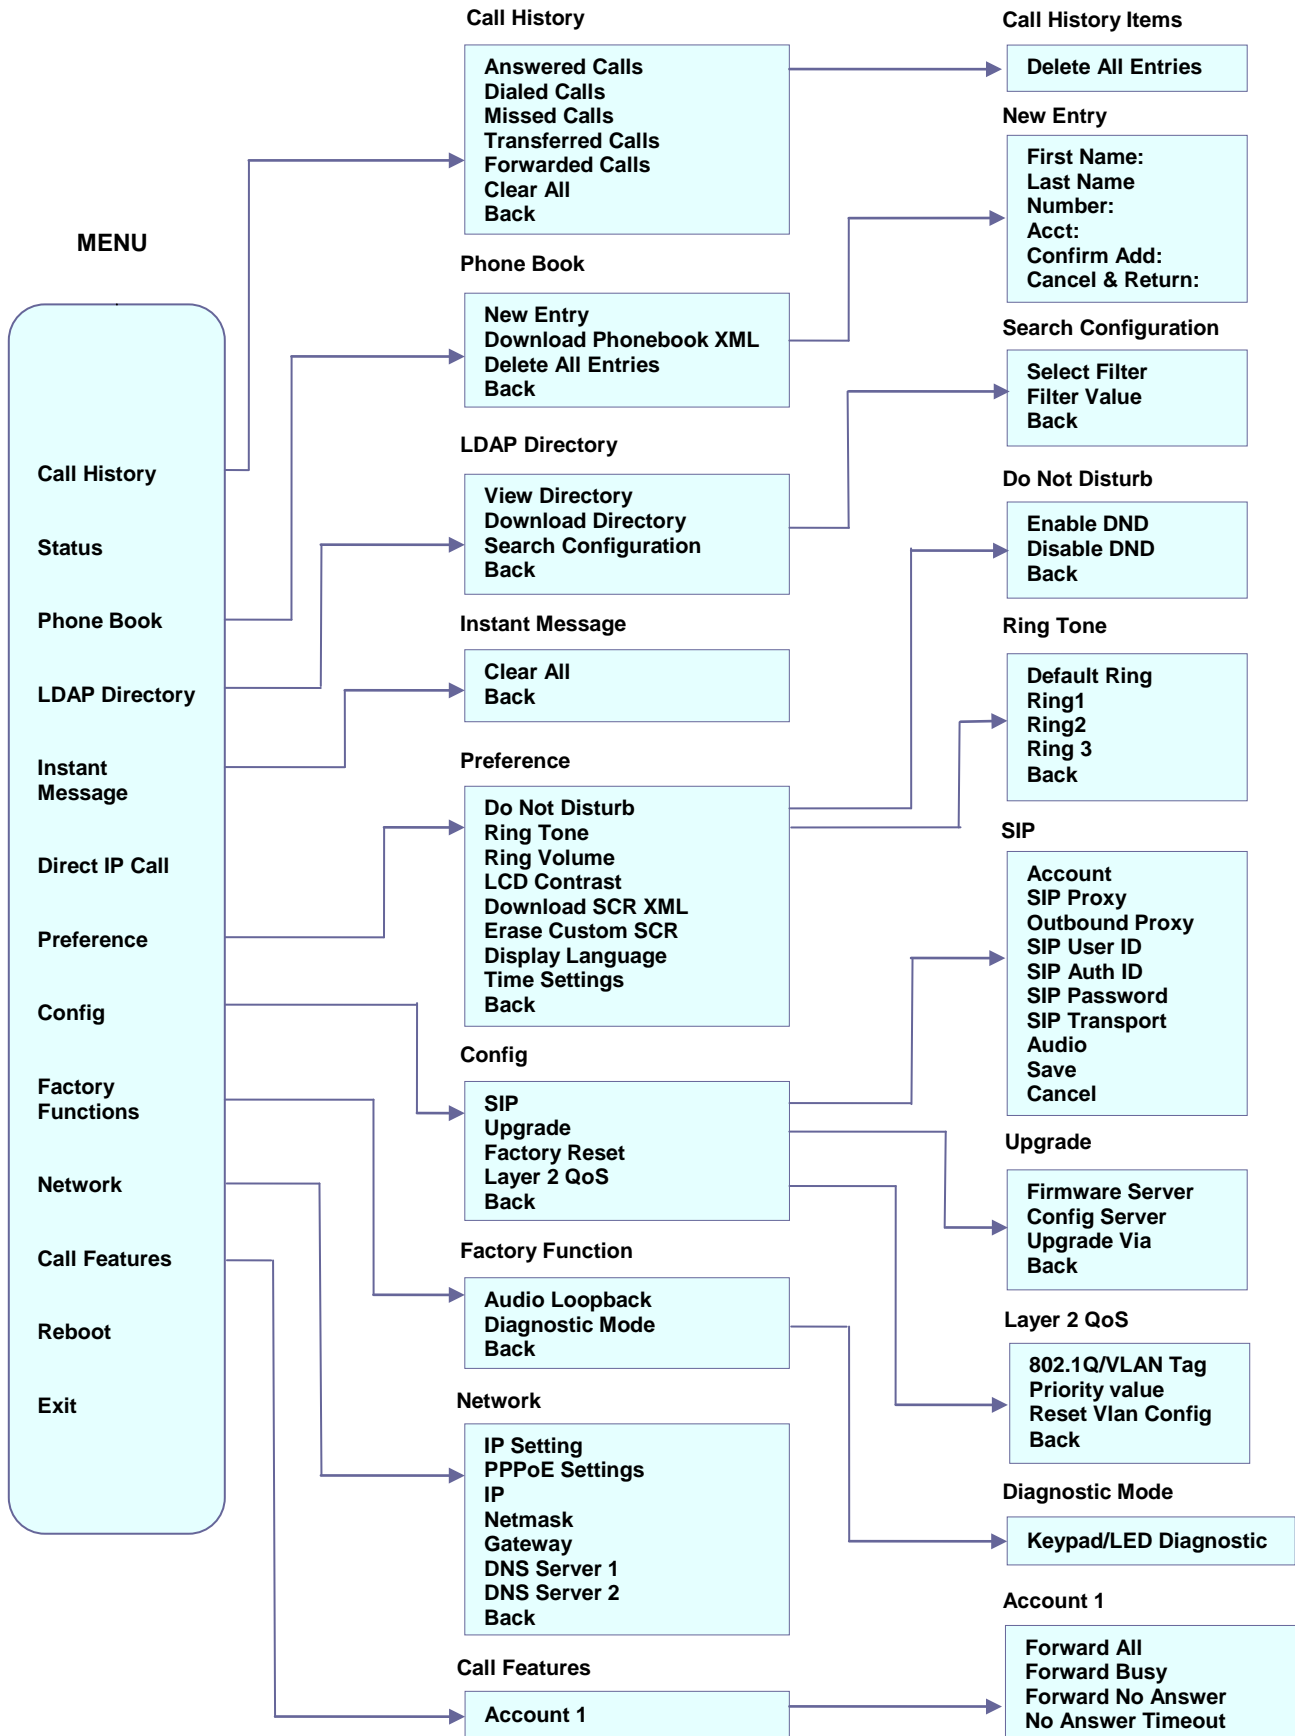 MENU
Call History
Status
Phone Book
LDAP Directory
Instant
Message
Direct IP Call
Preference
Config
Factory
Functions
Network
Call Features
Reboot
Exit
Call History
Answered Calls
Dialed Calls
Missed Calls
Transferred Calls
Forwarded Calls
Clear All
Back
Phone Book
New Entry
Download Phonebook XML
Delete All Entries
Back
LDAP Directory
View Directory
Download Directory
Search Configuration
Back
Instant Message
Clear All
Back
Preference
Do Not Disturb
Ring Tone
Ring Volume
LCD Contrast
Download SCR XML
Erase Custom SCR
Display Language
Time Settings
Back
Config
SIP
Upgrade
Factory Reset
Layer 2 QoS
Back
Factory Function
Audio Loopback
Diagnostic Mode
Back
Network
IP Setting
PPPoE Settings
IP
Netmask
Gateway
DNS Server 1
DNS Server 2
Back
Call Features
Account 1
Call History Items
Delete All Entries
New Entry
First Name:
Last Name
Number:
Acct:
Confirm Add:
Cancel & Return:
Search Configuration
Select Filter
Filter Value
Back
Do Not Disturb
Enable DND
Disable DND
Back
Ring Tone
Default Ring
Ring1
Ring2
Ring 3
Back
SIP
Account
SIP Proxy
Outbound Proxy
SIP User ID
SIP Auth ID
SIP Password
SIP Transport
Audio
Save
Cancel
Upgrade
Firmware Server
Config Server
Upgrade Via
Back
Layer 2 QoS
802.1Q/VLAN Tag
Priority value
Reset Vlan Config
Back
Diagnostic Mode
Keypad/LED Diagnostic
Account 1
Forward All
Forward Busy
Forward No Answer
No Answer Timeout